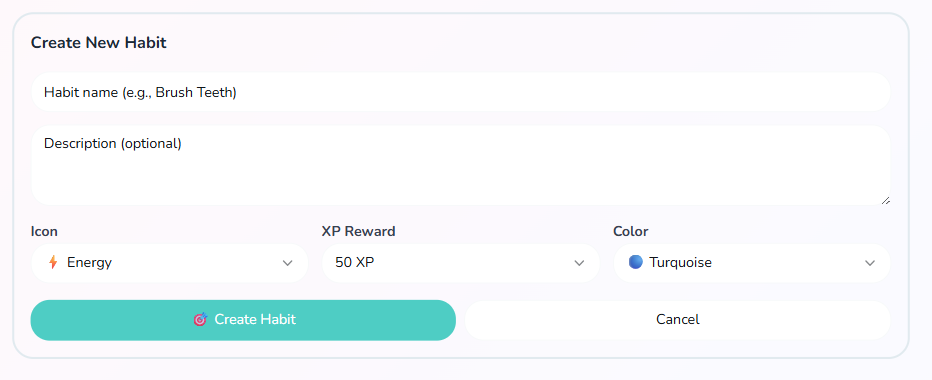 Create New Habit
Habit name (e.g., Brush Teeth)
Description (optional)
Icon XP Reward Color
⚡ Energy 50 XP 🔵 Turquoise
🎯 Create Habit Cancel